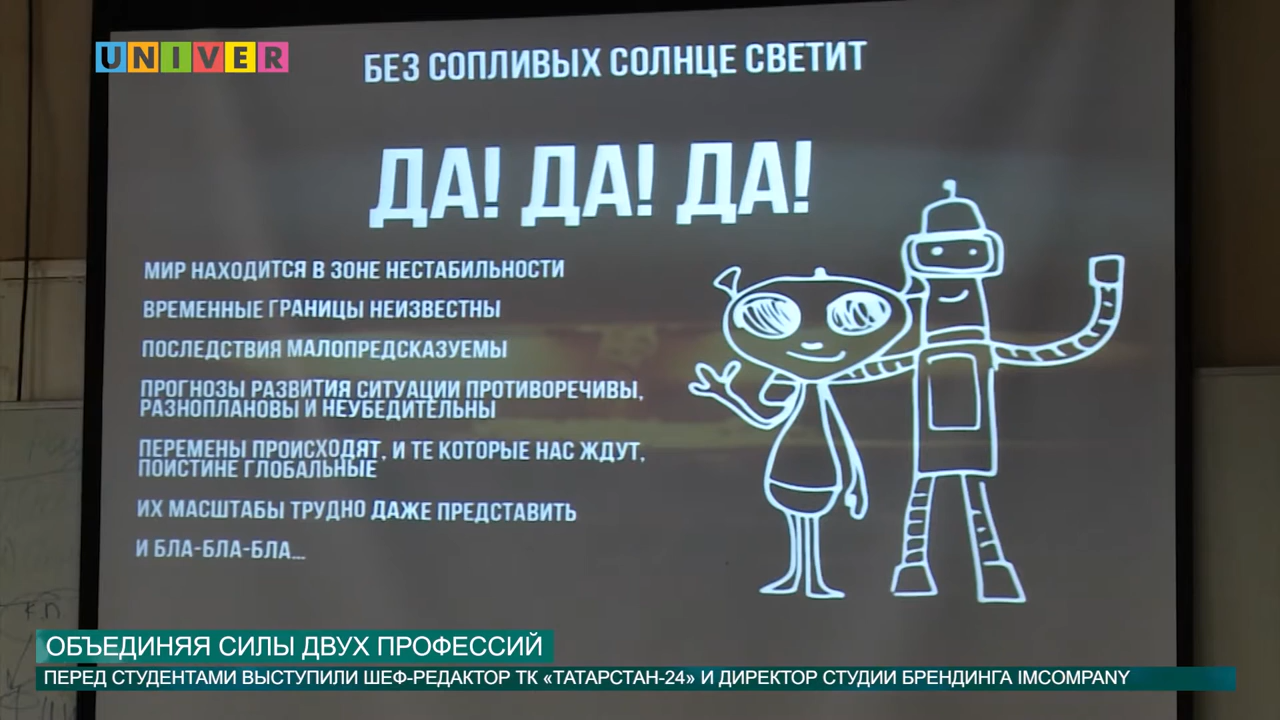 UNIVER
БЕЗ СОПЛИВЫХ СОЛНЦЕ СВЕТИТ
ДА! ДА! ДА!
МИР НАХОДИТСЯ В ЗОНЕ НЕСТАБИЛЬНОСТИ
ВРЕМЕННЫЕ ГРАНИЦЫ НЕИЗВЕСТНЫ
ПОСЛЕДСТВИЯ МАЛОПРЕДСКАЗУЕМЫ
ПРОГНОЗЫ РАЗВИТИЯ СИТУАЦИИ ПРОТИВОРЕЧИВЫ,
РАЗНОПЛАНОВЫ И НЕУБЕДИТЕЛЬНЫ
ПЕРЕМЕНЫ ПРОИСХОДЯТ, И ТЕ КОТОРЫЕ НАС ЖДУТ,
ПОИСТИНЕ ГЛОБАЛЬНЫЕ
ИХ МАСШТАБЫ ТРУДНО ДАЖЕ ПРЕДСТАВИТЬ
И БЛА-БЛА-БЛА...
ОБЪЕДИНЯЯ СИЛЫ ДВУХ ПРОФЕССИЙ
ПЕРЕД СТУДЕНТАМИ ВЫСТУПИЛИ ШЕФ-РЕДАКТОР ТК «ТАТАРСТАН-24» И ДИРЕКТОР СТУДИИ БРЕНДИНГА IMCOMPANY